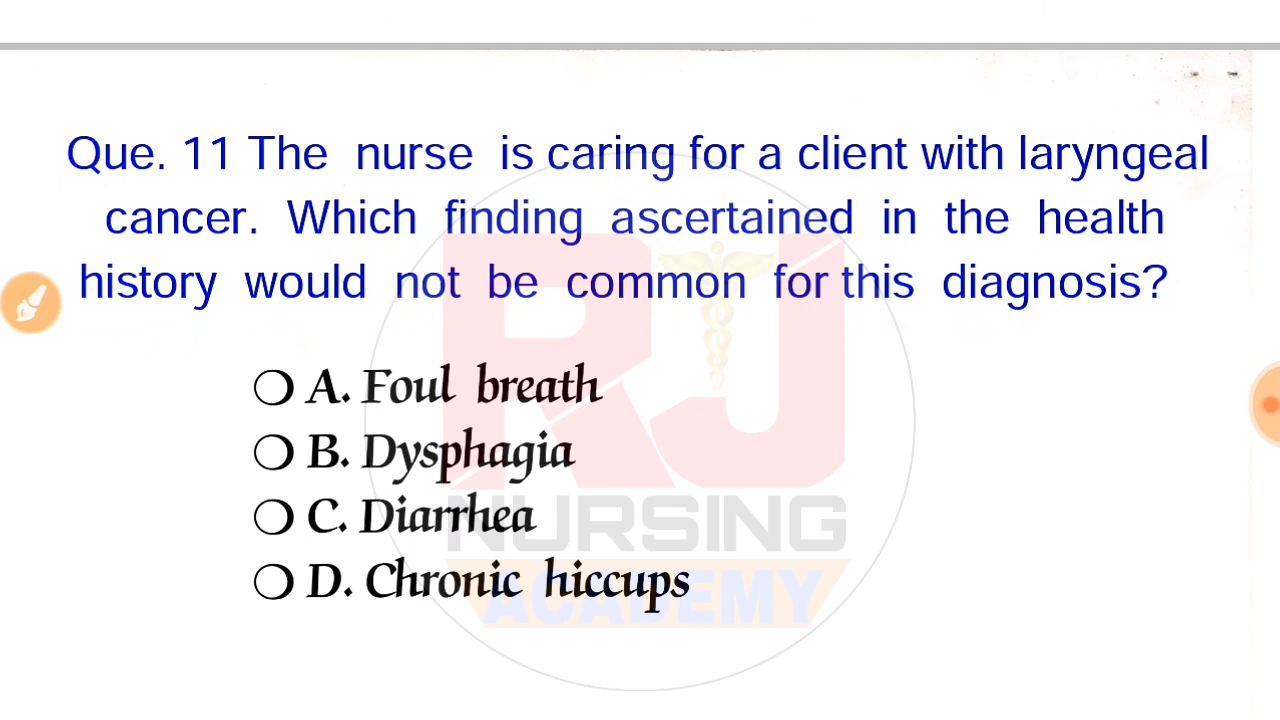 Que. 11 The nurse is caring for a client with laryngeal
cancer. Which finding ascertained in the health
history would not be common for this diagnosis?
A. Foul breath
B. Dysphagia
C. Diarrhea
D. Chronic hiccups
RJ
NURSING
ACADEMY